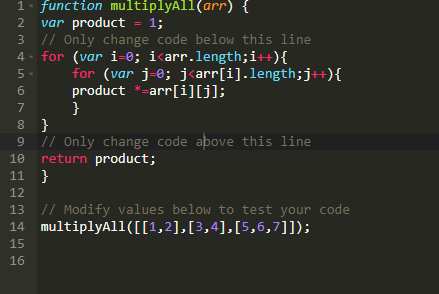 1 function multiplyAll(arr) {
2 var product = 1;
3 // Only change code below this line
4 for (var i=0; i<arr.length;i++){
5 for (var j=0; j<arr[i].length;j++){
6 product *=arr[i][j];
7 }
8 }
9 // Only change code above this line
10 return product;
11 }
12
13 // Modify values below to test your code
14 multiplyAll([[1,2],[3,4],[5,6,7]]);
15
16